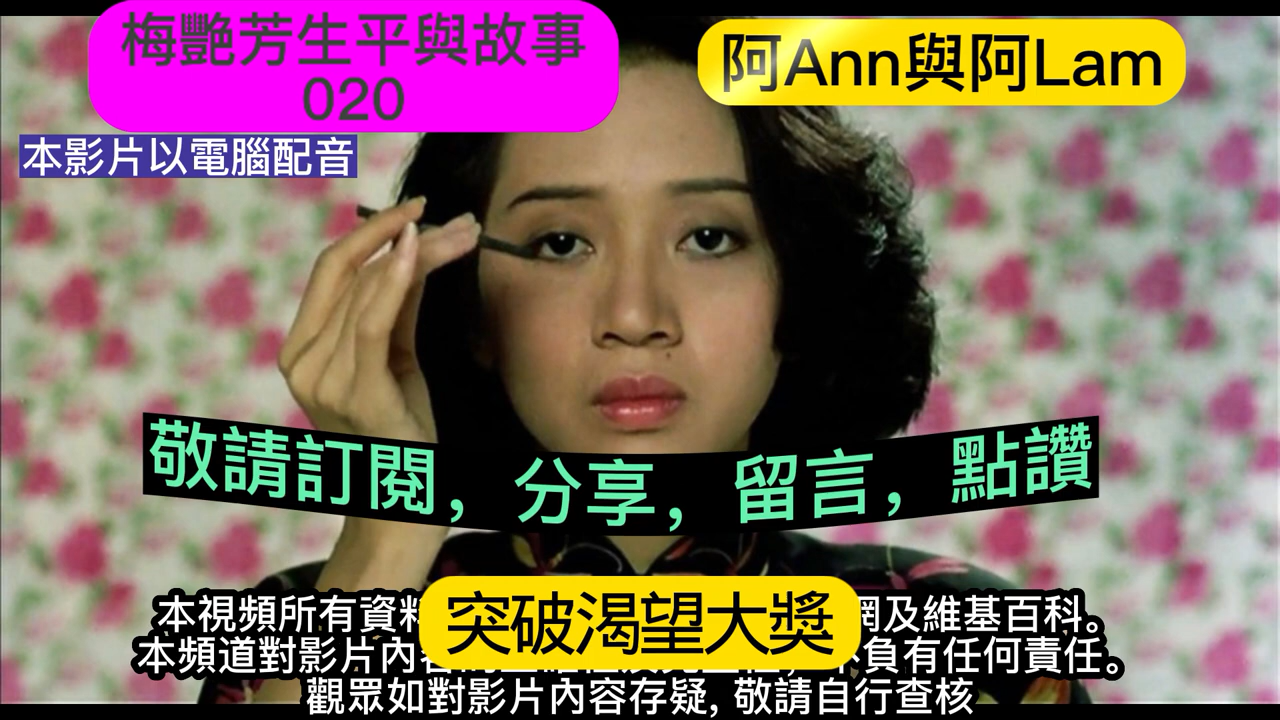 梅艷芳生平與故事
020
阿Ann與阿Lam
本影片以電腦配音
敬請訂閱，分享，留言，點讚
突破渴望大獎
本視頻所有資 網及維基百科。
本頻道對影片內 負有任何責任。
觀眾如對影片內容存疑, 敬請自行查核